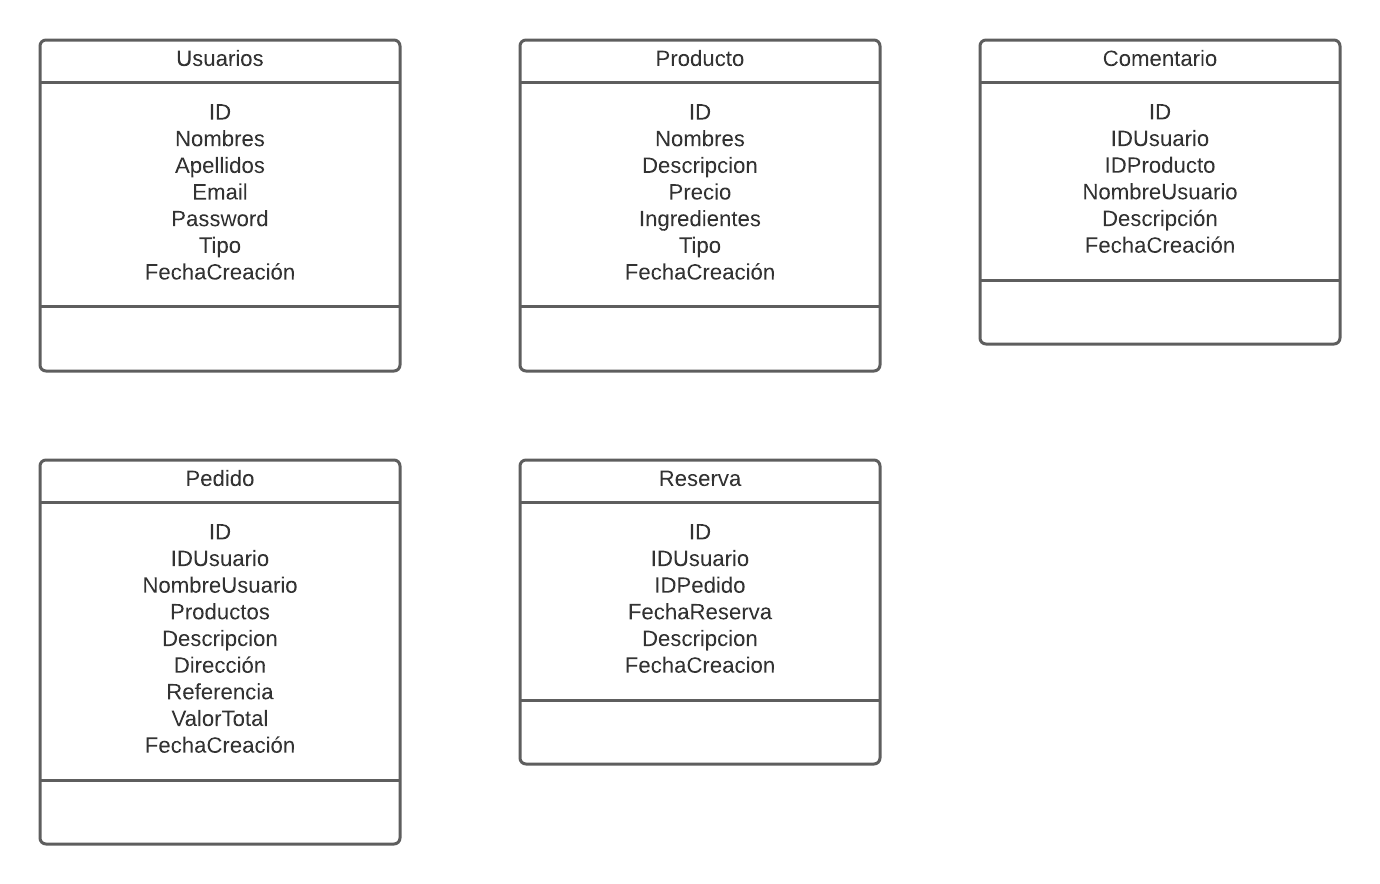 Usuarios
ID
Nombres
Apellidos
Email
Password
Tipo
FechaCreación
Producto
ID
Nombres
Descripcion
Precio
Ingredientes
Tipo
FechaCreación
Comentario
ID
IDUsuario
IDProducto
NombreUsuario
Descripción
FechaCreación
Pedido
ID
IDUsuario
NombreUsuario
Productos
Descripcion
Dirección
Referencia
ValorTotal
FechaCreación
Reserva
ID
IDUsuario
IDPedido
FechaReserva
Descripcion
FechaCreacion